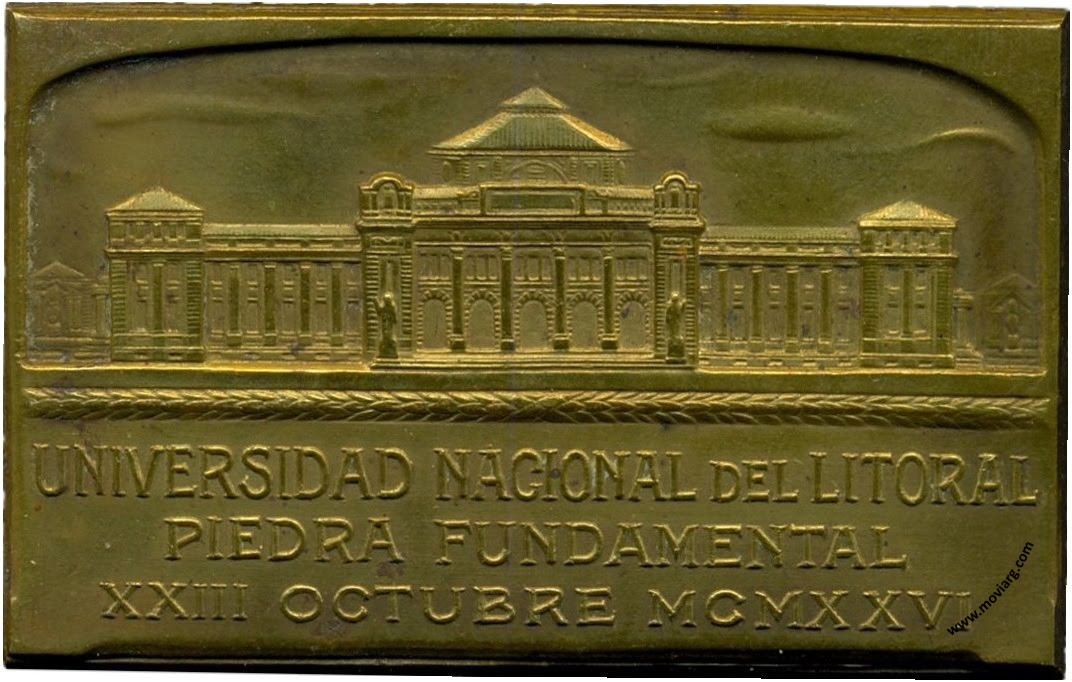 UNIVERSIDAD NACIONAL DEL LITORAL
PIEDRA FUNDAMENTAL
XXIII OCTUBRE MCMXXVI
www.moviarg.com